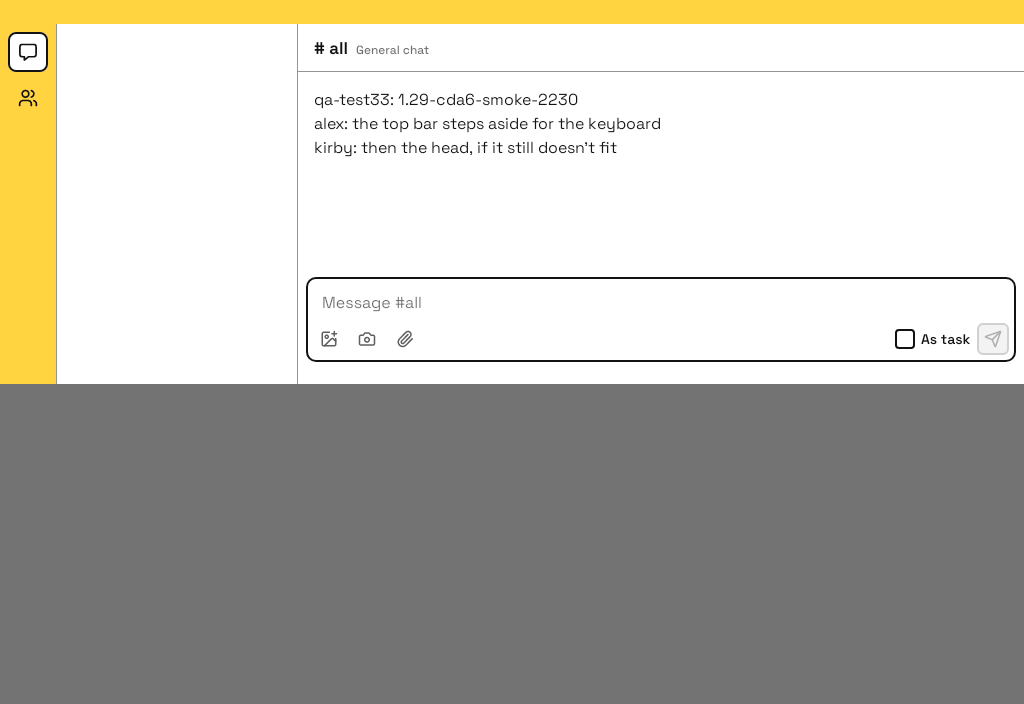 # all General chat
qa-test33: 1.29-cda6-smoke-2230
alex: the top bar steps aside for the keyboard
kirby: then the head, if it still doesn't fit
Message #all
As task